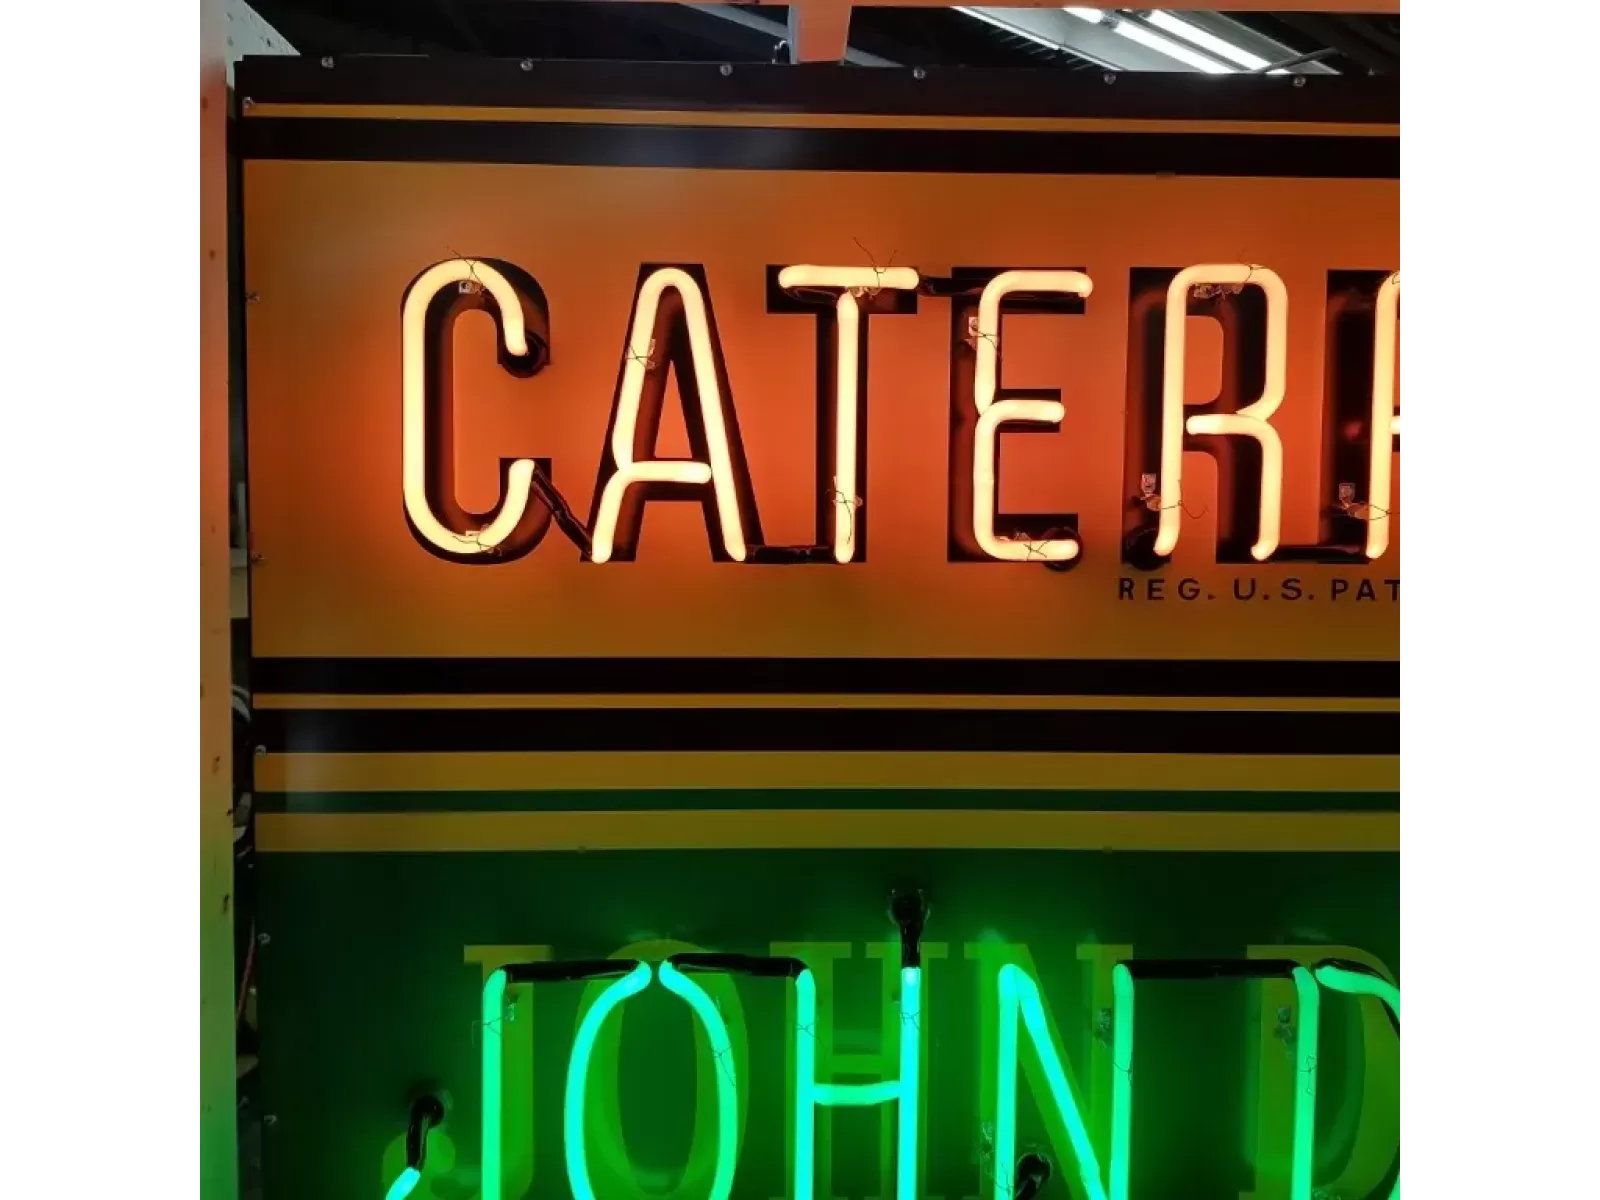 CATERP
REG. U.S. PAT
JOHN D